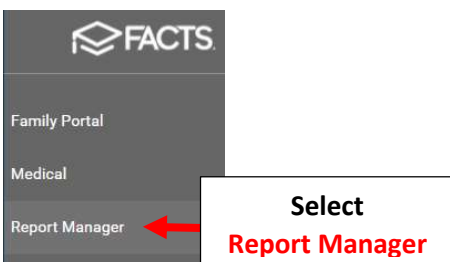 FACTS.
Family Portal
Medical
Report Manager
Select
Report Manager